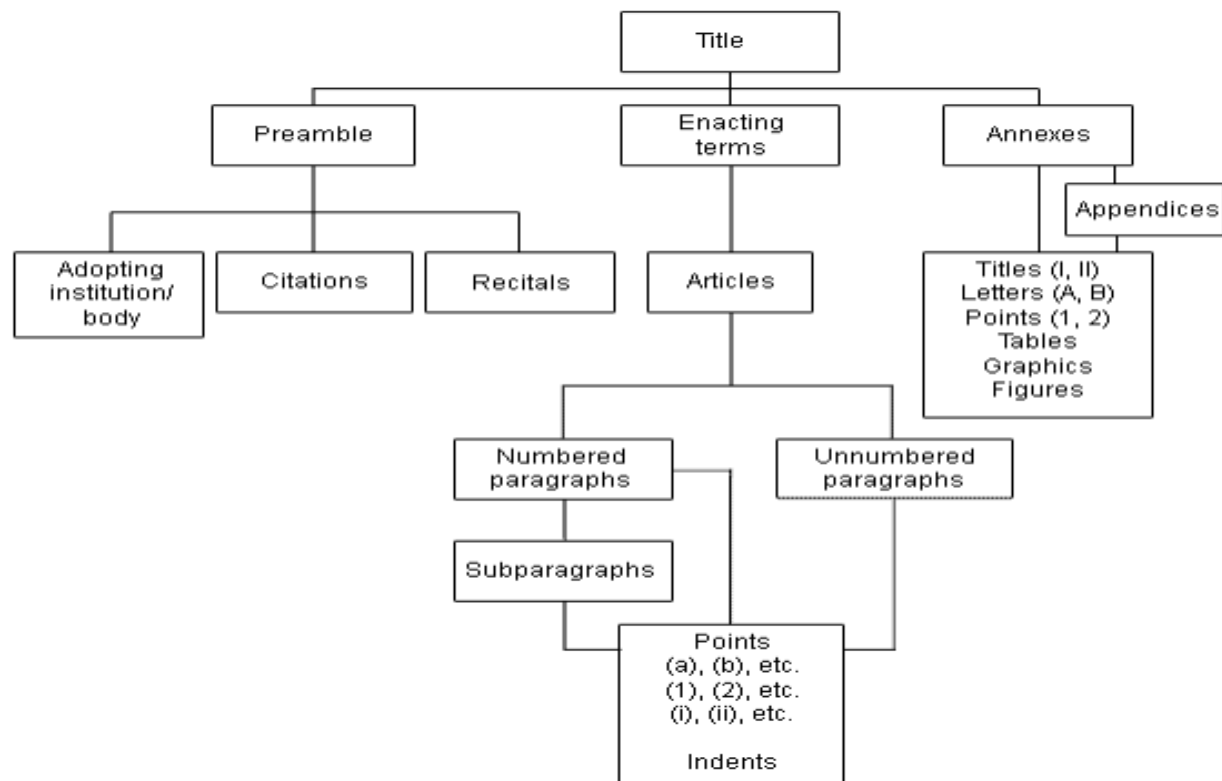 Title
Preamble
Enacting
terms
Annexes
Appendices
Adopting
institution/
body
Citations
Recitals
Articles
Titles (I, II)
Letters (A, B)
Points (1, 2)
Tables
Graphics
Figures
Numbered
paragraphs
Unnumbered
paragraphs
Subparagraphs
Points
(a), (b), etc.
(1), (2), etc.
(i), (ii), etc.
Indents